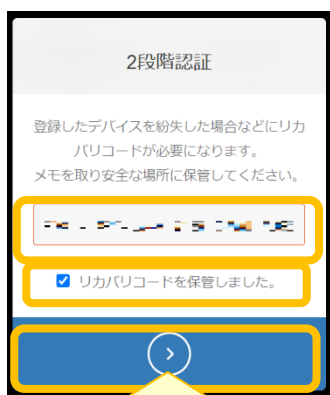 2段階認証
登録したデバイスを紛失した場合などにリカ
バリコードが必要になります。
メモを取り安全な場所に保管してください。
リカバリコードを保管しました。